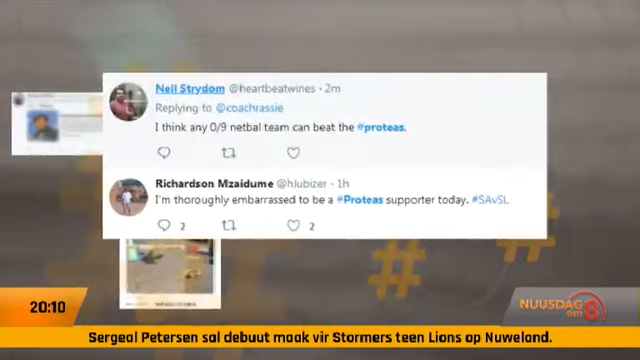 Neil Strydom @heartbeatwines · 2m
Replying to @coachrassie
I think any 0/9 netbal team can beat the #proteas.
Richardson Mzaidume @hlubizer · 1h
I'm thoroughly embarrassed to be a #Proteas supporter today. #SAvSL
2 2
#
#
20:10
NUUSDAG
om 8
Sergeal Petersen sal debuut maak vir Stormers teen Lions op Nuweland.